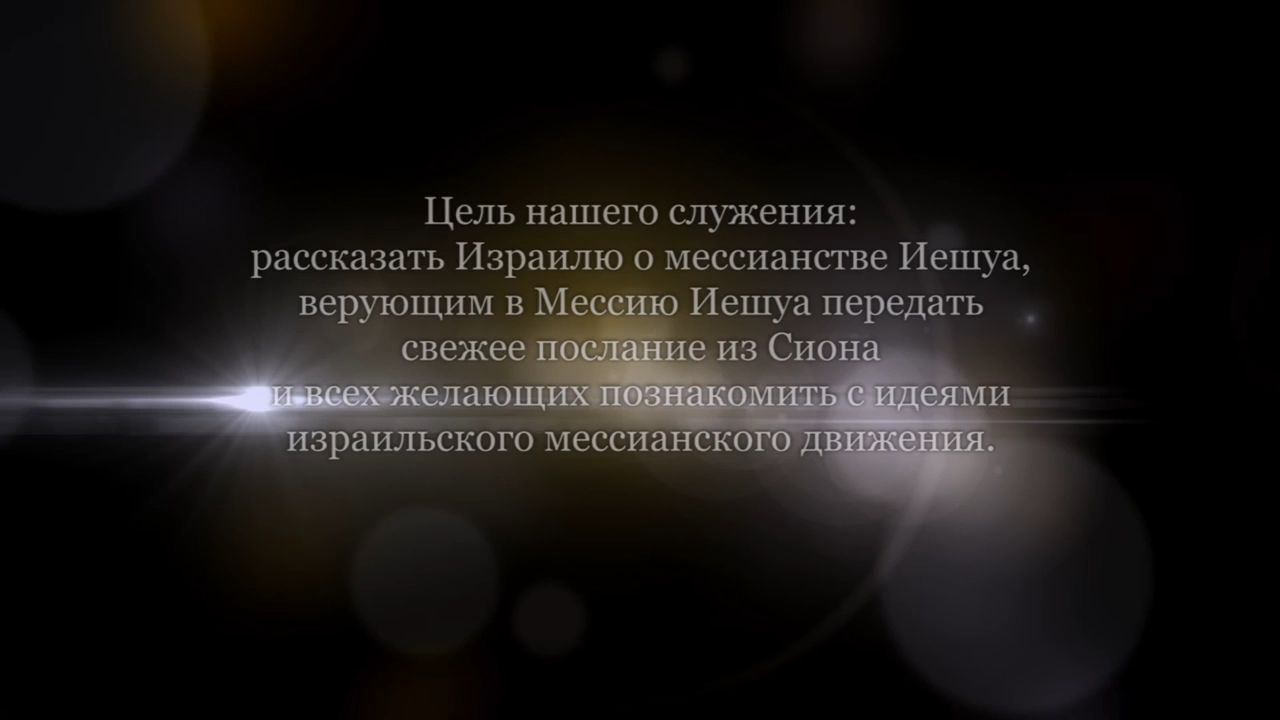 Цель нашего служения:
рассказать Израилю о мессианстве Иешуа,
верующим в Мессию Иешуа передать
свежее послание из Сиона
и всех желающих познакомить с идеями
израильского мессианского движения.